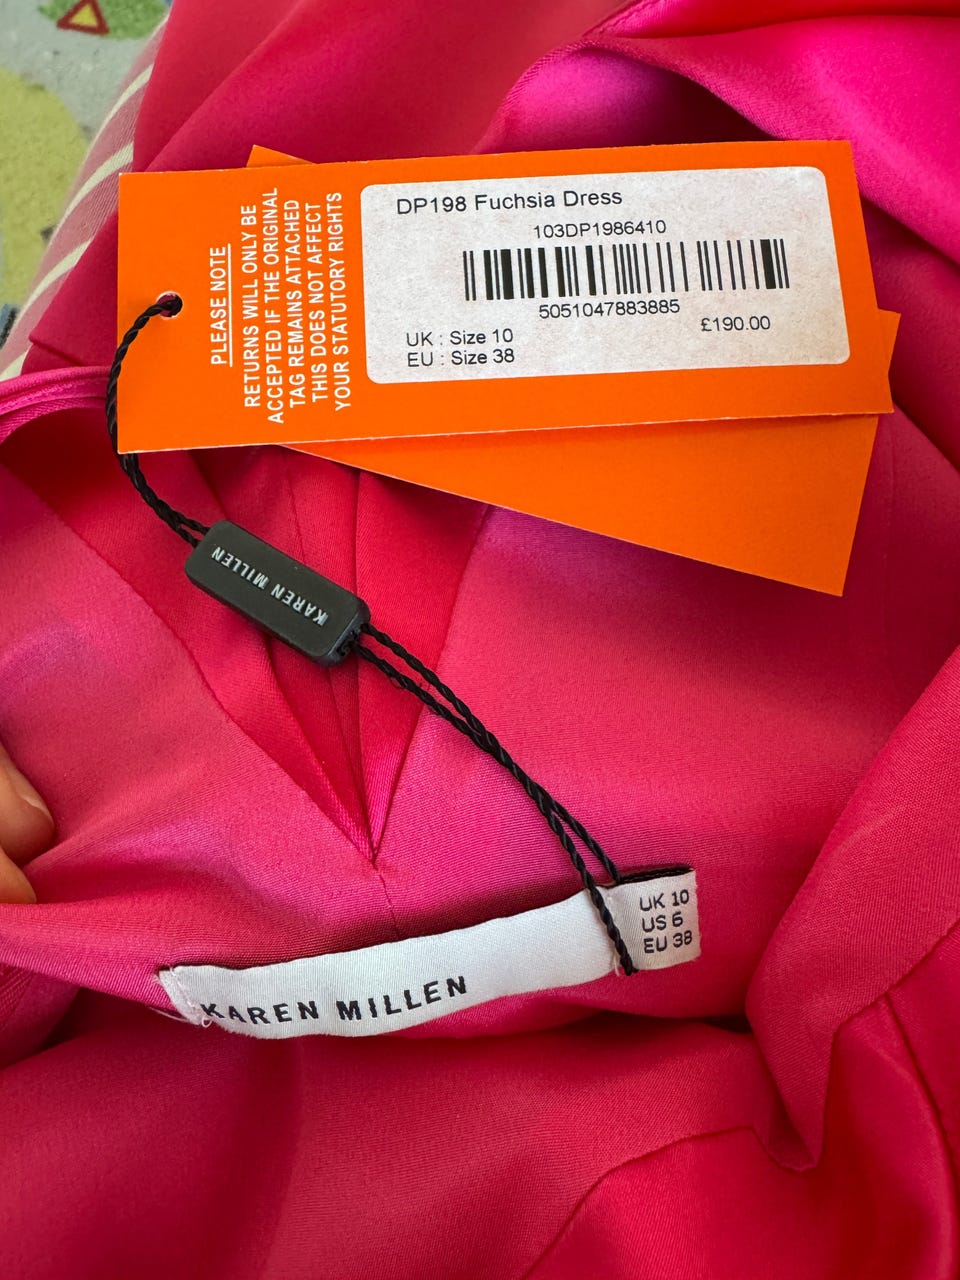 DP198 Fuchsia Dress
103DP1986410
5051047883885
£190.00
UK : Size 10
EU : Size 38
PLEASE NOTE
RETURNS WILL ONLY BE
ACCEPTED IF THE ORIGINAL
TAG REMAINS ATTACHED
THIS DOES NOT AFFECT
YOUR STATUTORY RIGHTS
KAREN MILLEN
UK 10
US 6
EU 38
KAREN MILLEN